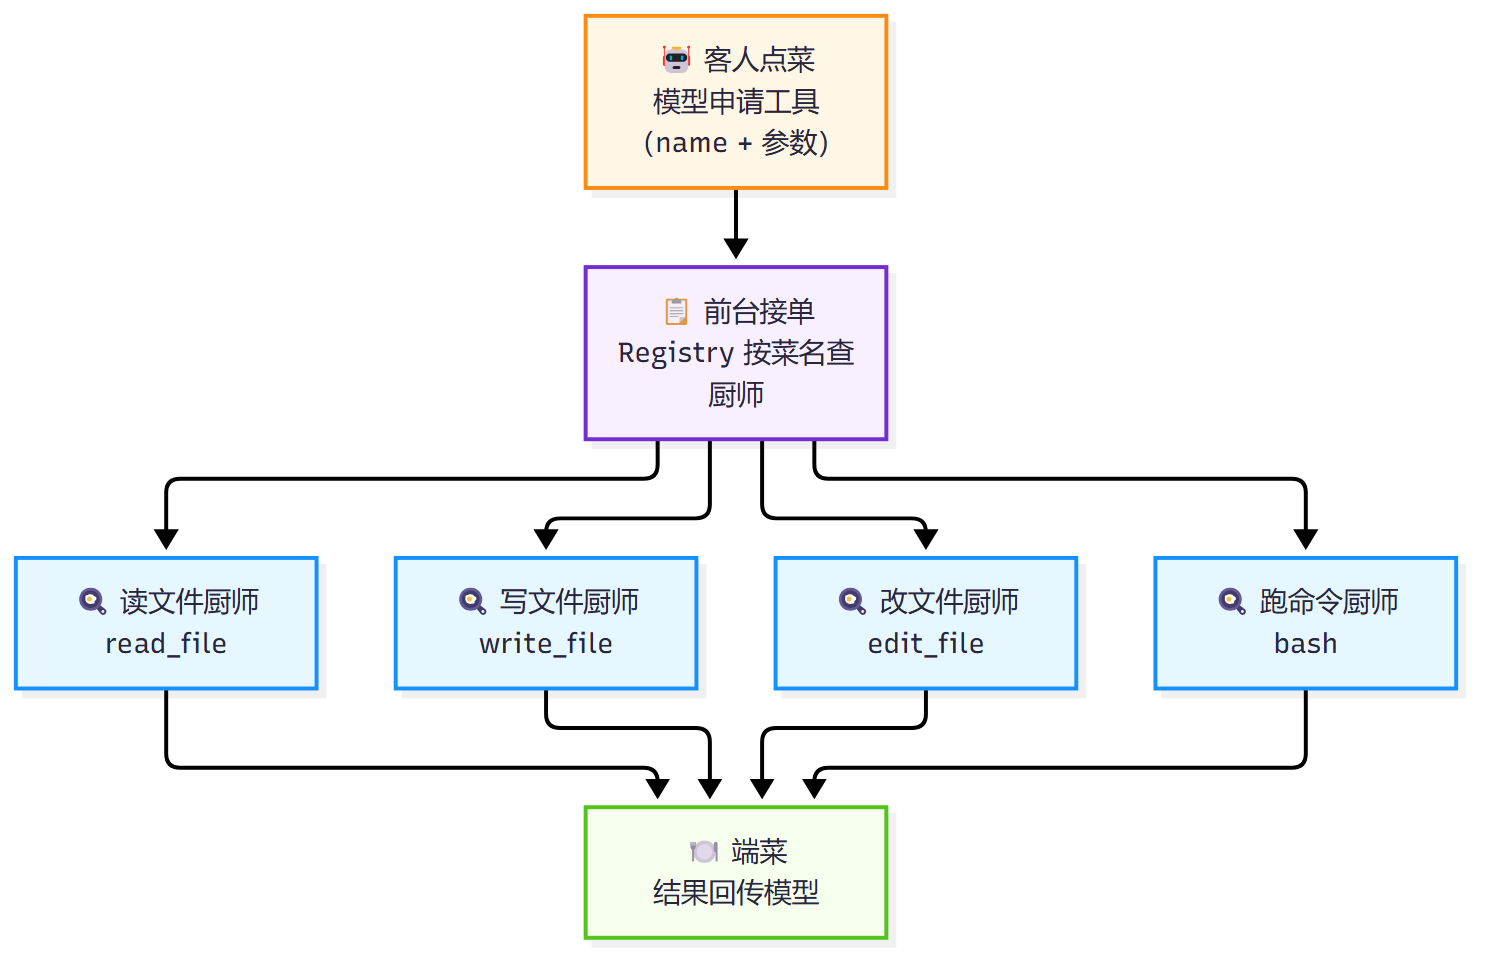 🤖 客人点菜
模型申请工具
(name + 参数)
📋 前台接单
Registry 按菜名查
厨师
🍳 读文件厨师
read_file
🍳 写文件厨师
write_file
🍳 改文件厨师
edit_file
🍳 跑命令厨师
bash
🍽️ 端菜
结果回传模型